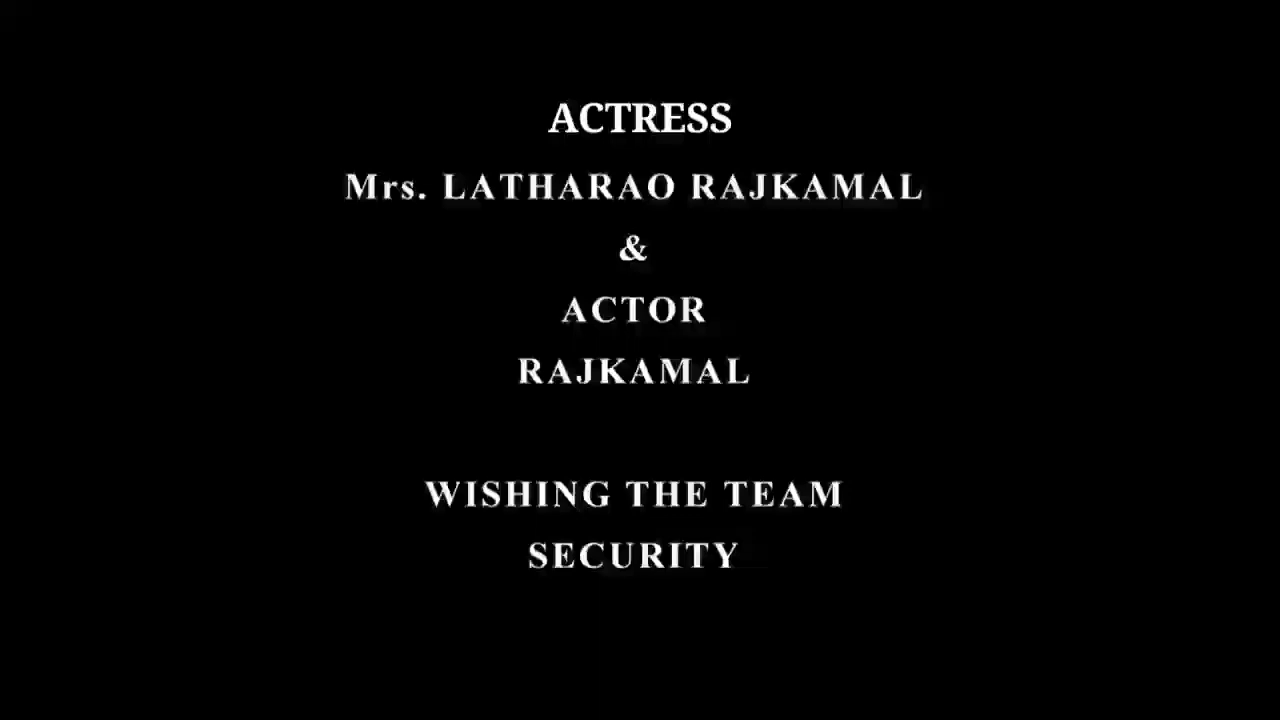 ACTRESS
Mrs. LATHARAO RAJKAMAL
&
ACTOR
RAJKAMAL
WISHING THE TEAM
SECURITY